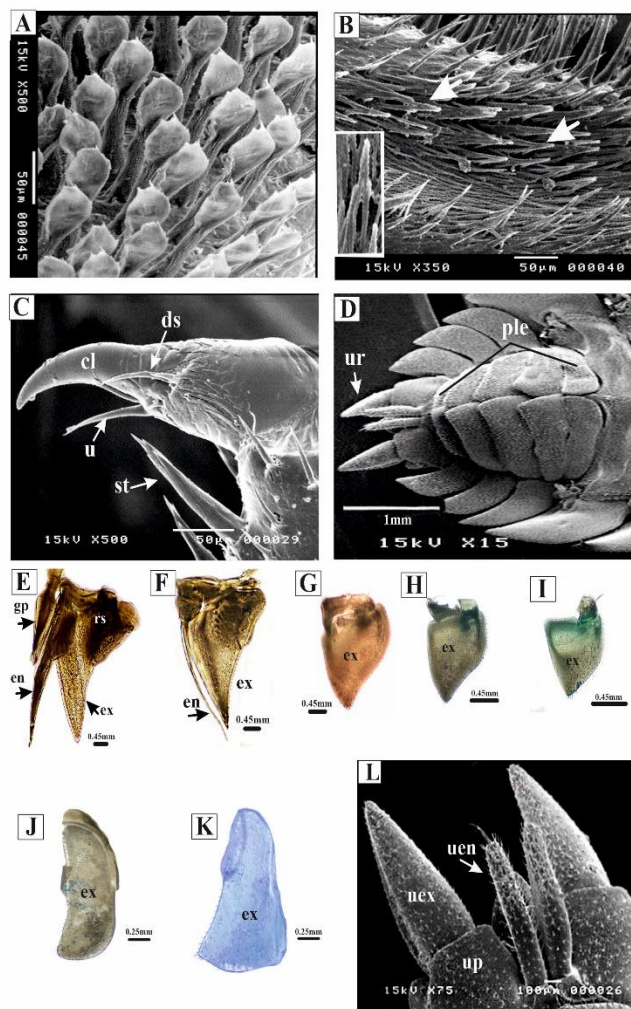 A
15kV X500
50μm 000045
B
15kV X350 50μm 000040
C
ds
cl
u
st
15kV X500 50μm/000029
D
ple
ur
1mm
15kV X15
E
gp
rs
en
ex
0.45mm
F
ex
en
0.45mm
G
ex
0.45mm
H
ex
0.45mm
I
ex
0.45mm
J
ex
0.25mm
K
ex
0.25mm
L
uen
uex
up
15kV X75 100μm 000026